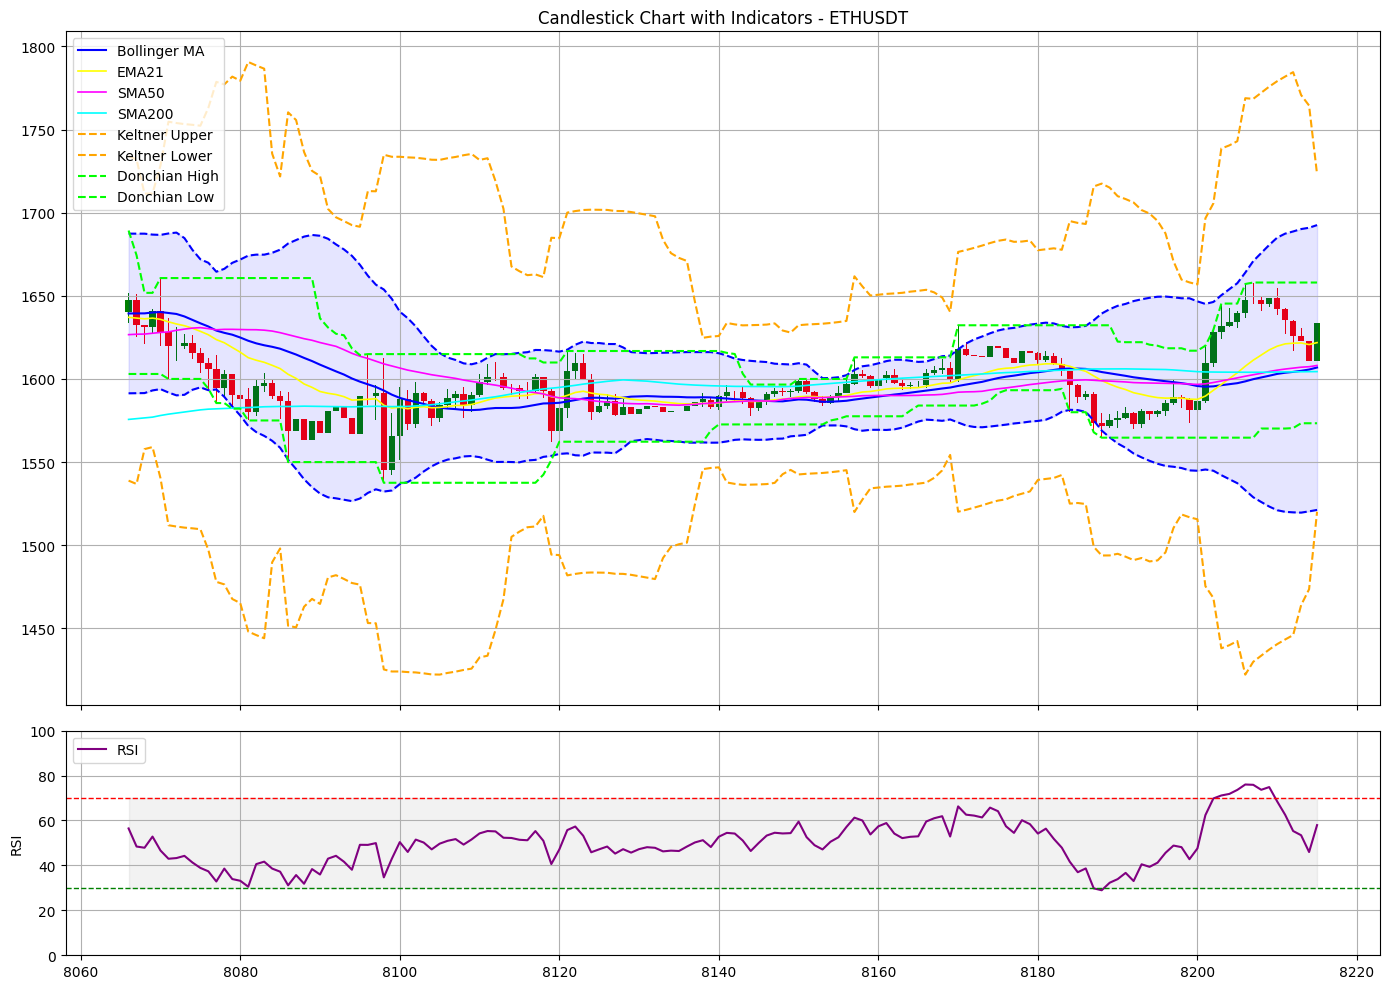 Candlestick Chart with Indicators - ETHUSDT
1800
1750
1700
1650
1600
1550
1500
1450
Bollinger MA
EMA21
SMA50
SMA200
Keltner Upper
Keltner Lower
Donchian High
Donchian Low
RSI
100
80
60
40
20
0
RSI
8060
8080
8100
8120
8140
8160
8180
8200
8220